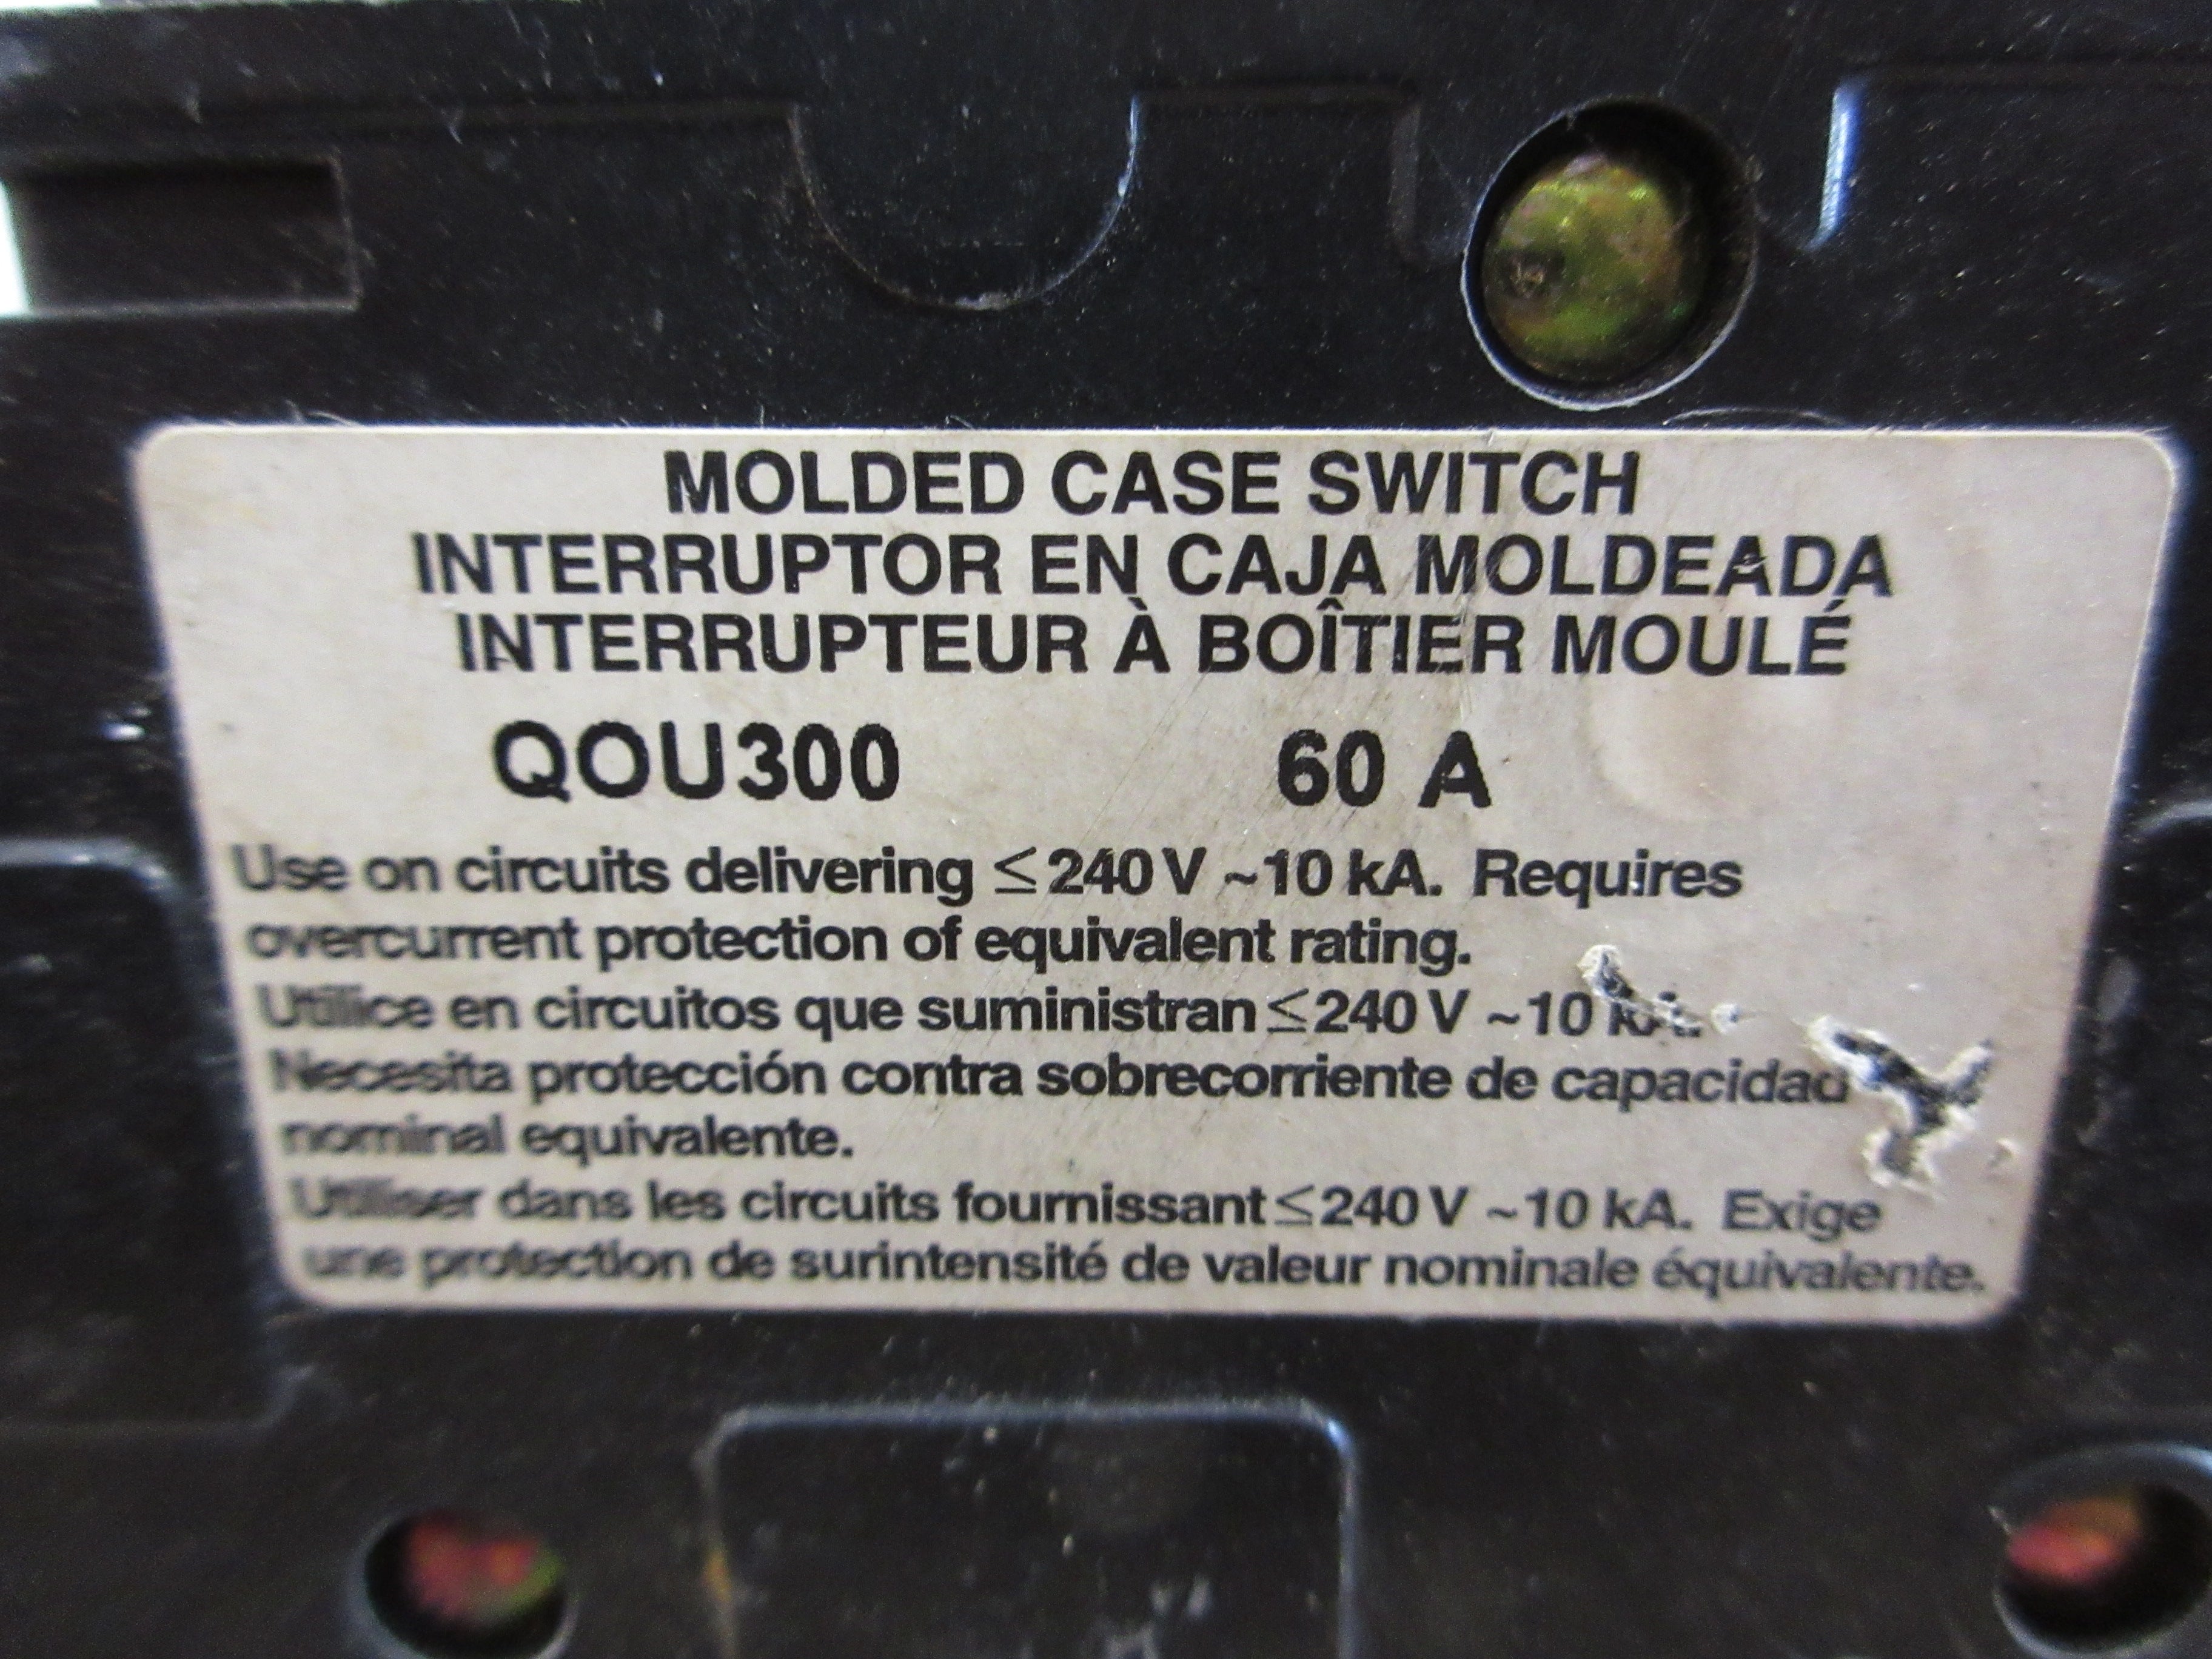 MOLDED CASE SWITCH
INTERRUPTOR EN CAJA MOLDEADA
INTERRUPTEUR À BOÎTIER MOULÉ
QOU300 60 A
Use on circuits delivering ≤240 V ~10 kA. Requires
overcurrent protection of equivalent rating.
Utilice en circuitos que suministran ≤240 V ~10 kA.
Necesita protección contra sobrecorriente de capacidad
nominal equivalente.
Utiliser dans les circuits fournissant ≤240 V ~10 kA. Exige
une protection de surintensité de valeur nominale équivalente.